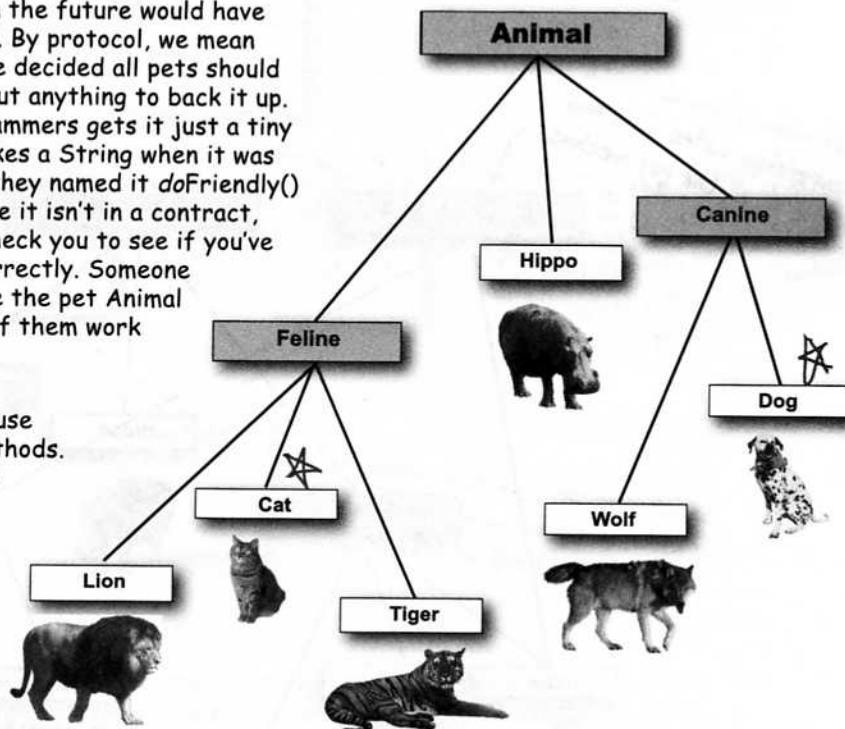 the future would have
. By protocol, we mean
e decided all pets should
ut anything to back it up.
ammers gets it just a tiny
kes a String when it was
they named it doFriendly()
e it isn't in a contract,
heck you to see if you've
rrectly. Someone
e the pet Animal
f them work
use
thods.
Animal
Canine
Hippo
Feline
Dog
Cat
Wolf
Lion
Tiger